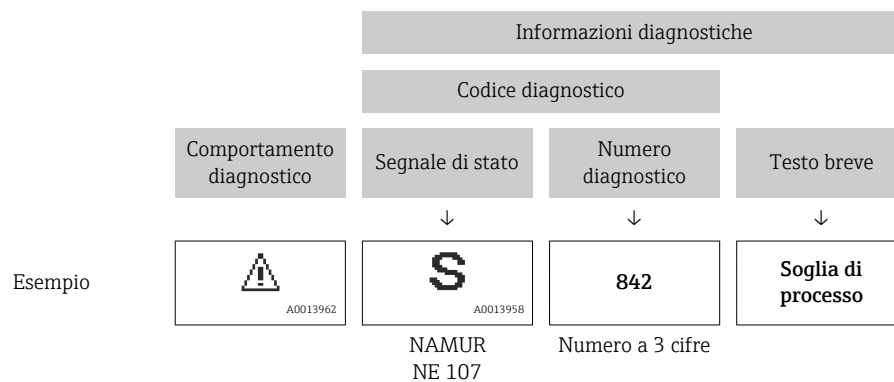 Informazioni diagnostiche
Codice diagnostico
Comportamento
diagnostico
Segnale di stato
Numero
diagnostico
Testo breve
↓
↓
↓
Esempio
A0013962
S
A0013958
842
Soglia di
processo
NAMUR
NE 107
Numero a 3 cifre